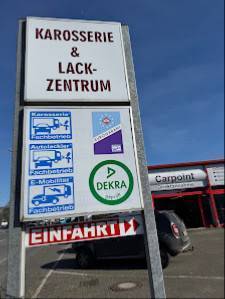 KAROSSERIE
&
LACK-
ZENTRUM
Karosserie
Fachbetrieb
Autolackier
Fachbetrieb
E-Mobilität
Fachbetrieb
DEKRA
EINFAHRT
Carpoint